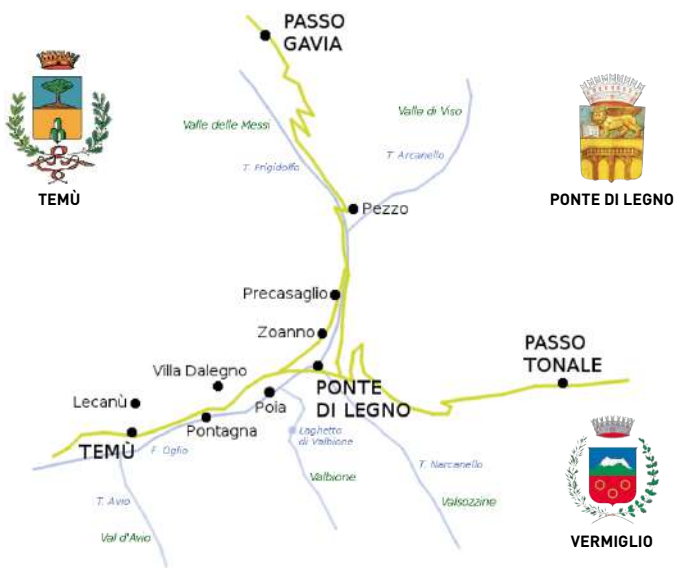 PASSO
GAVIA
Valle delle Messi
Valle di Viso
T. Frigidolfo
T. Arcanello
TEMÙ
PONTE DI LEGNO
Pezzo
Precasaglio
Zoanno
PASSO
TONALE
Villa Dalegno
Lecanù
Poia
PONTE
DI LEGNO
Pontagna
TEMÙ
F. Oglio
Laghetto
di Valbione
T. Narcanello
Valbione
T. Avio
Valsozzine
Val d'Avio
VERMIGLIO